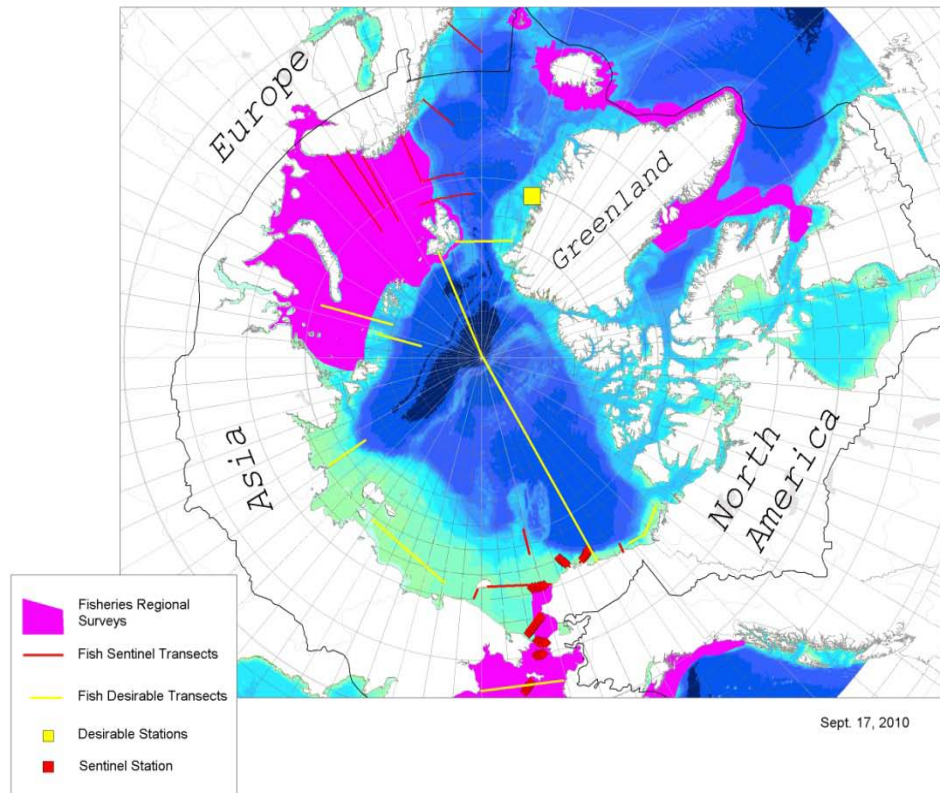 Europe
Greenland
Asia
North
America
Fisheries Regional
Surveys
Fish Sentinel Transects
Fish Desirable Transects
Desirable Stations
Sentinel Station
Sept. 17, 2010